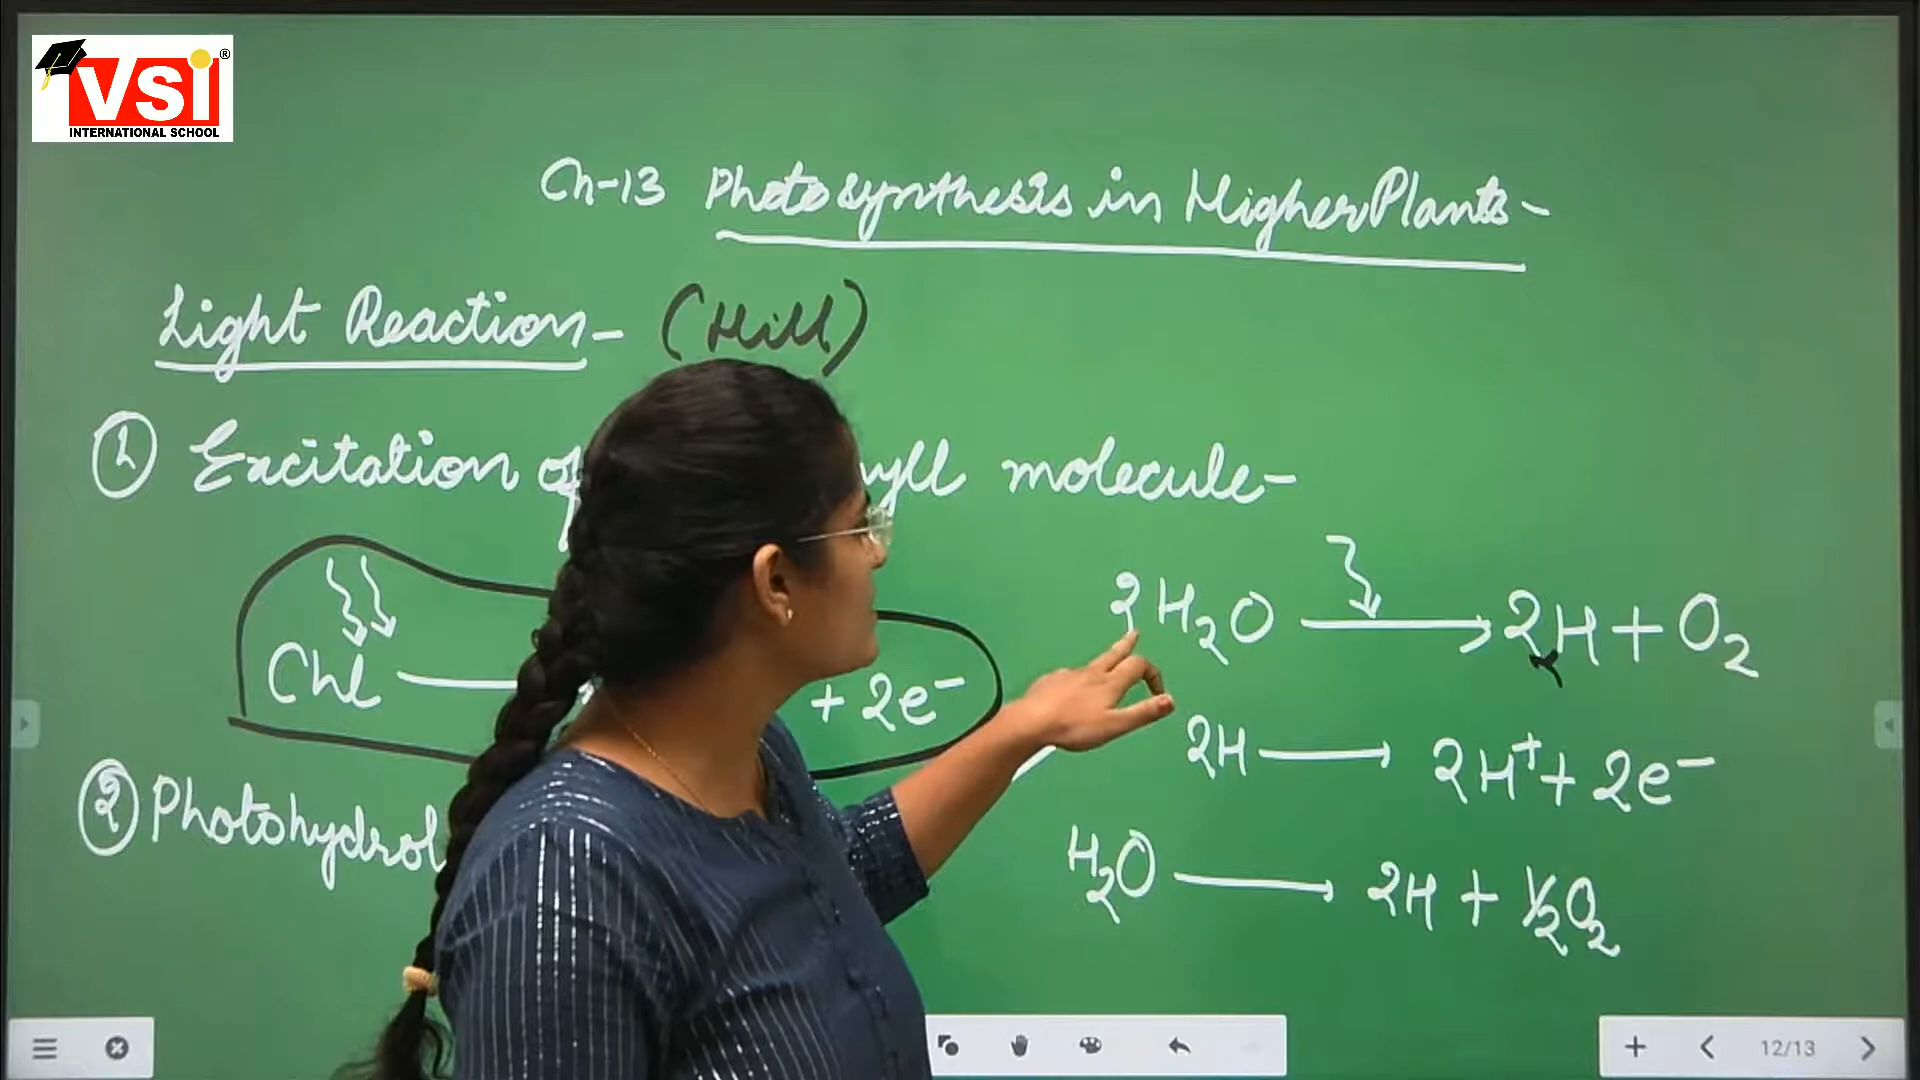 VSI ®
INTERNATIONAL SCHOOL
Ch-13 Photosynthesis in Higher Plants-
Light Reaction- (Hill)
1 Excitation of yll molecule-
2H₂O ⟶ 2H + O₂
Chl ⟶ + 2e⁻
2H ⟶ 2H⁺ + 2e⁻
2 Photohydrol
H₂O ⟶ 2H + 1/2O₂
12/13